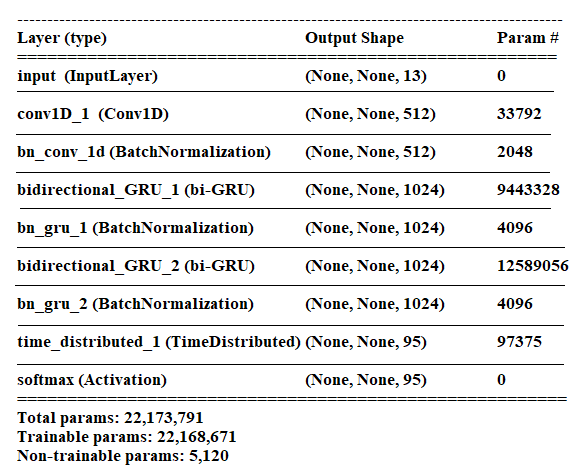 Layer (type) Output Shape Param #
input (InputLayer) (None, None, 13) 0
conv1D_1 (Conv1D) (None, None, 512) 33792
bn_conv_1d (BatchNormalization) (None, None, 512) 2048
bidirectional_GRU_1 (bi-GRU) (None, None, 1024) 9443328
bn_gru_1 (BatchNormalization) (None, None, 1024) 4096
bidirectional_GRU_2 (bi-GRU) (None, None, 1024) 12589056
bn_gru_2 (BatchNormalization) (None, None, 1024) 4096
time_distributed_1 (TimeDistributed) (None, None, 95) 97375
softmax (Activation) (None, None, 95) 0
Total params: 22,173,791
Trainable params: 22,168,671
Non-trainable params: 5,120